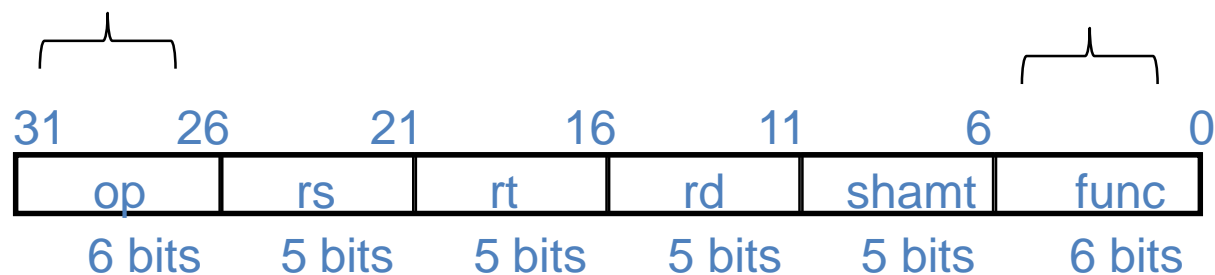 31 26 21 16 11 6 0
op rs rt rd shamt func
6 bits 5 bits 5 bits 5 bits 5 bits 6 bits